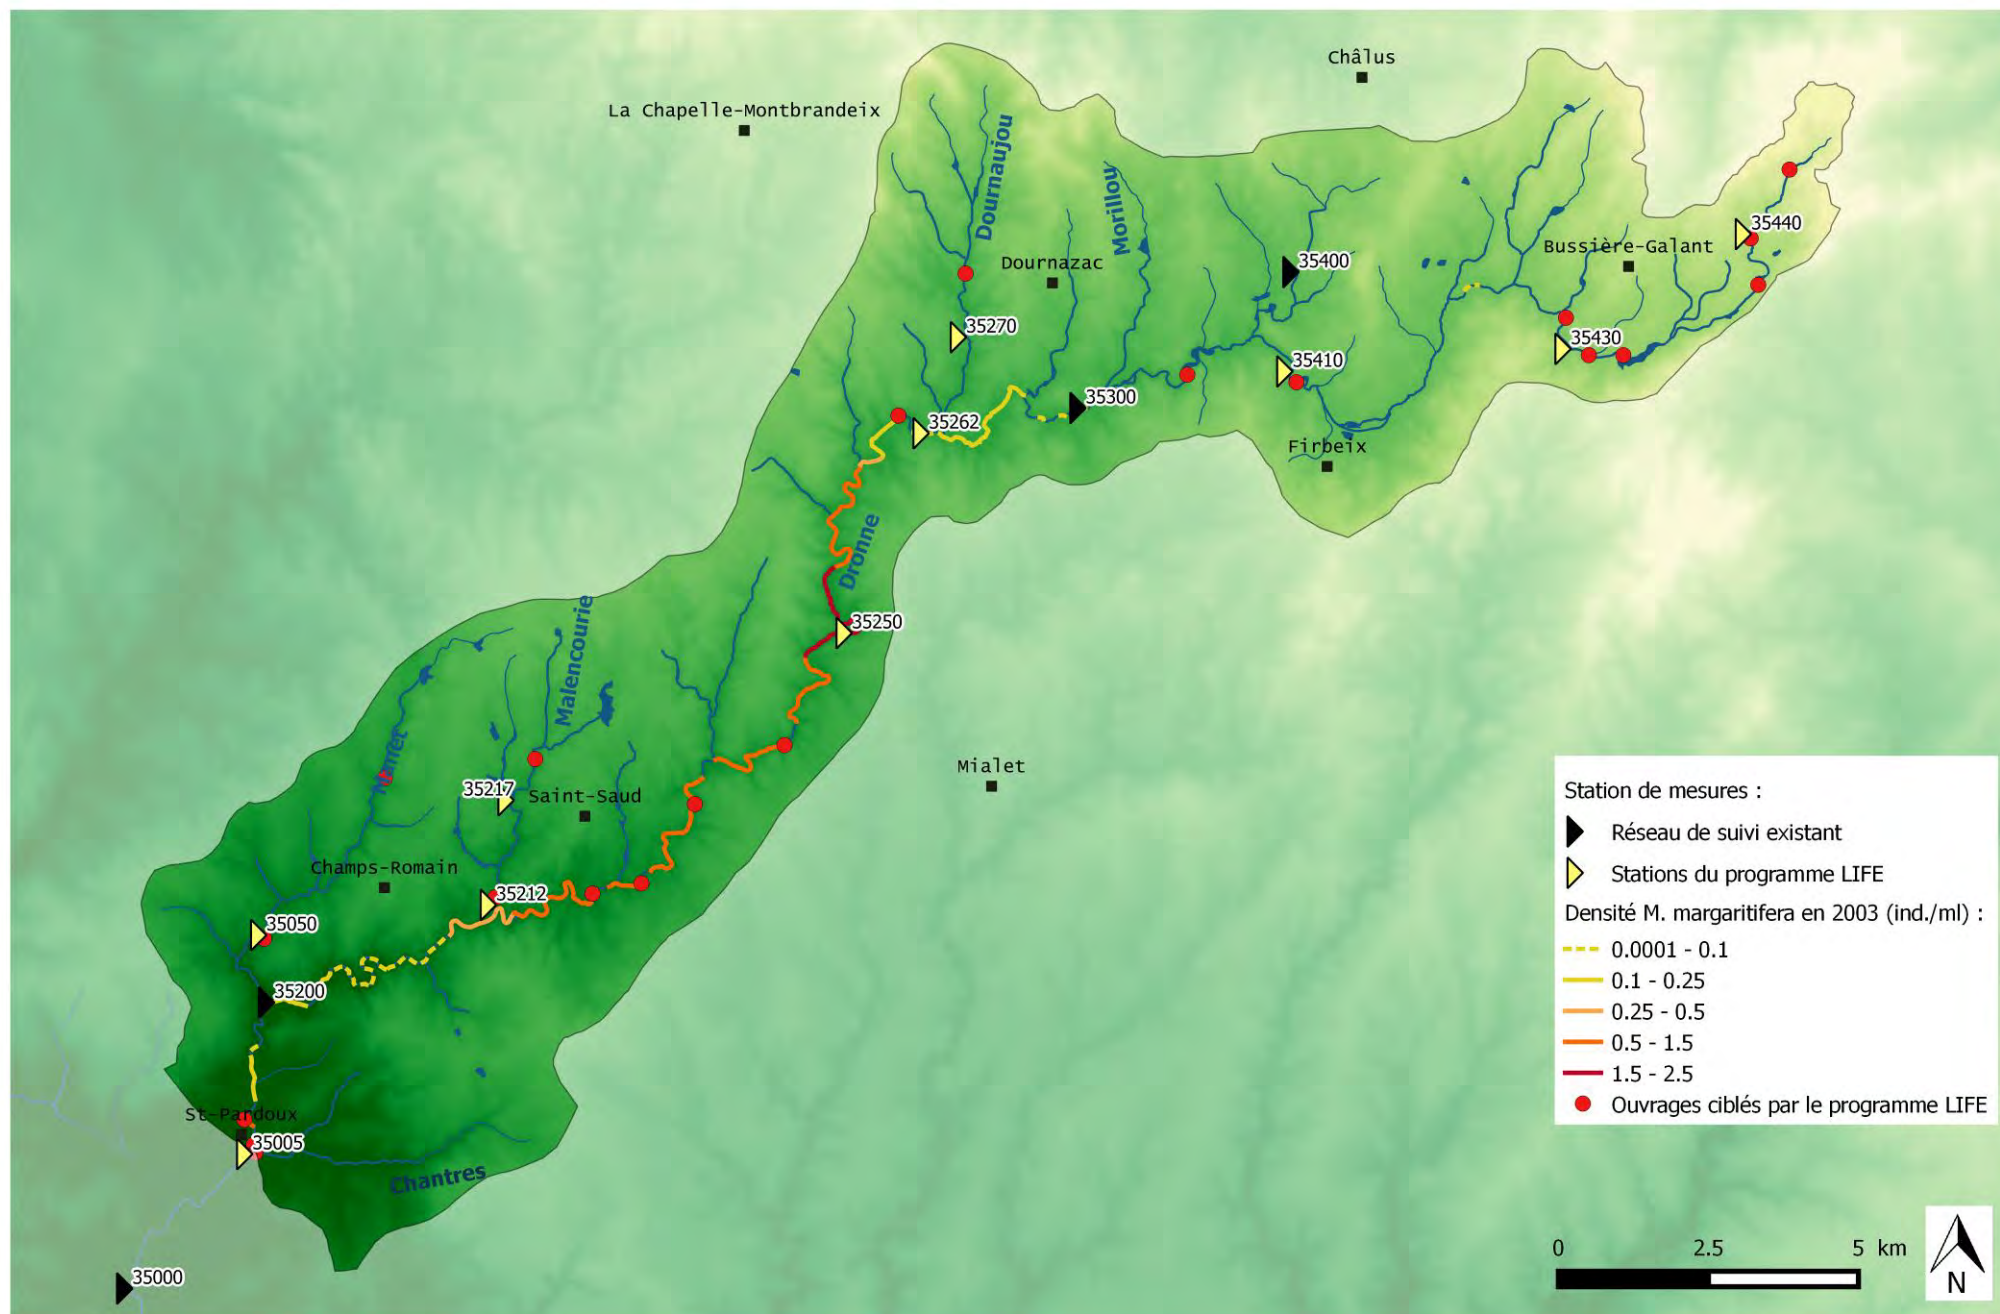 Châlus
La Chapelle-Montbrandeix
Dournaujou
Morillou
35440
Bussière-Galant
Dournazac
35400
35270
35430
35410
35300
35262
Firbeix
Dronne
35250
Malencourie
Manet
Mialet
35217
Saint-Saud
Champs-Romain
35212
35050
35200
St-Pardoux
35005
Chantres
35000
Station de mesures :
Réseau de suivi existant
Stations du programme LIFE
Densité M. margaritifera en 2003 (ind./ml) :
0.0001 - 0.1
0.1 - 0.25
0.25 - 0.5
0.5 - 1.5
1.5 - 2.5
Ouvrages ciblés par le programme LIFE
0 2.5 5 km
N